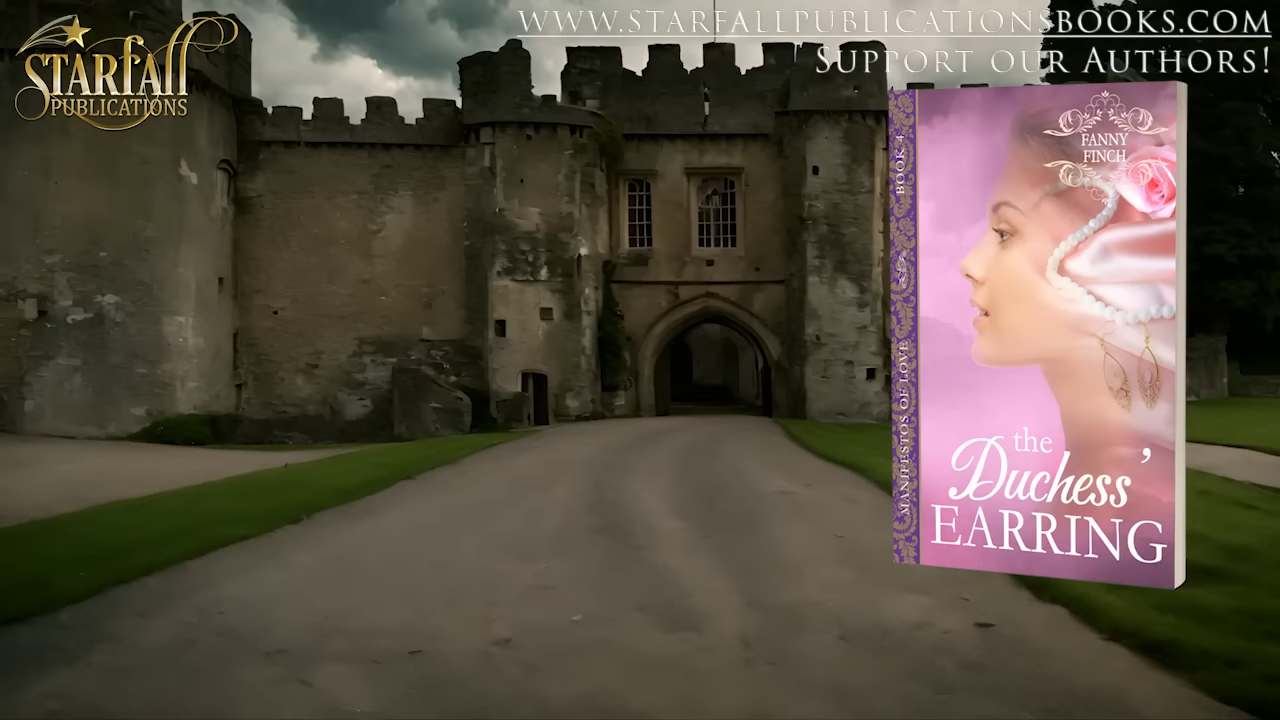 STARfall
PUBLICATIONS
WWW.STARFALLPUBLICATIONSBOOKS.COM
SUPPORT OUR AUTHORS!
BOOK 4
MANIFESTOS OF LOVE
FANNY
FINCH
the
Duchess'
EARRING